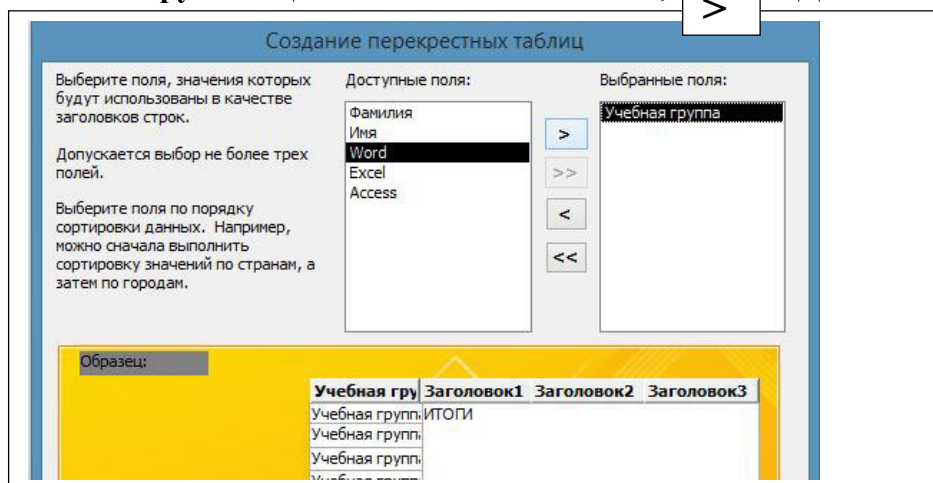 >
Создание перекрестных таблиц
Выберите поля, значения которых
будут использованы в качестве
заголовков строк.
Допускается выбор не более трех
полей.
Выберите поля по порядку
сортировки данных. Например,
можно сначала выполнить
сортировку значений по странам, а
затем по городам.
Доступные поля:
Фамилия
Имя
Word
Excel
Access
>
>>
<
<<
Выбранные поля:
Учебная группа
Образец:
Учебная гру Заголовок1 Заголовок2 Заголовок3
Учебная групп ИТОГИ
Учебная групп
Учебная групп
Учебная групп